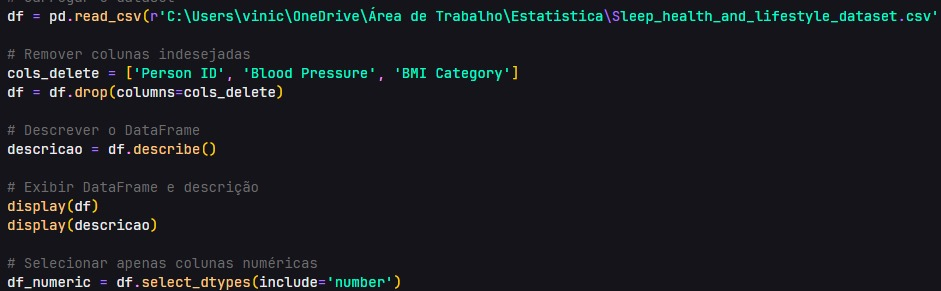 df = pd.read_csv(r'C:\Users\vinic\OneDrive\Área de Trabalho\Estatistica\Sleep_health_and_lifestyle_dataset.csv'
# Remover colunas indesejadas
cols_delete = ['Person ID', 'Blood Pressure', 'BMI Category']
df = df.drop(columns=cols_delete)
# Descrever o DataFrame
descricao = df.describe()
# Exibir DataFrame e descrição
display(df)
display(descricao)
# Selecionar apenas colunas numéricas
df_numeric = df.select_dtypes(include='number')